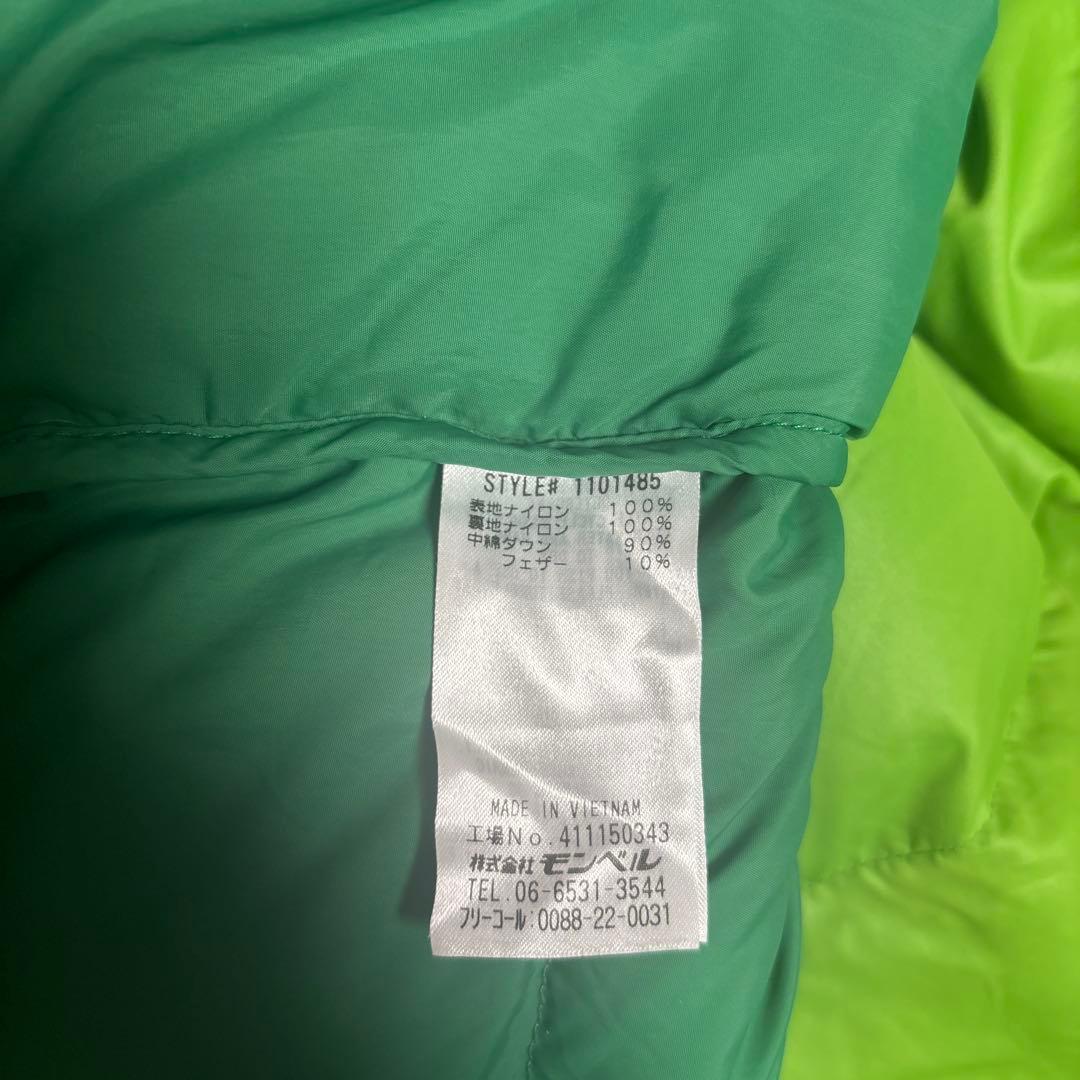 STYLE# 1101485
表地ナイロン 100%
裏地ナイロン 100%
中綿ダウン 90%
フェザー 10%
MADE IN VIETNAM
工場No.411150343
株式会社モンベル
TEL.06-6531-3544
フリーコール:0088-22-0031